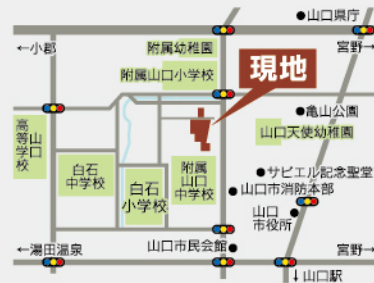 ●山口県庁
←小郡
宮野→
附属幼稚園
附属山口小学校
現地
●亀山公園
山口天使幼稚園
山口
高等学校
白石
中学校
白石
小学校
附属
山口
中学校
●サビエル記念聖堂
●山口市消防本部
山口
市役所●
←湯田温泉
山口市民会館●
宮野→
↓山口駅